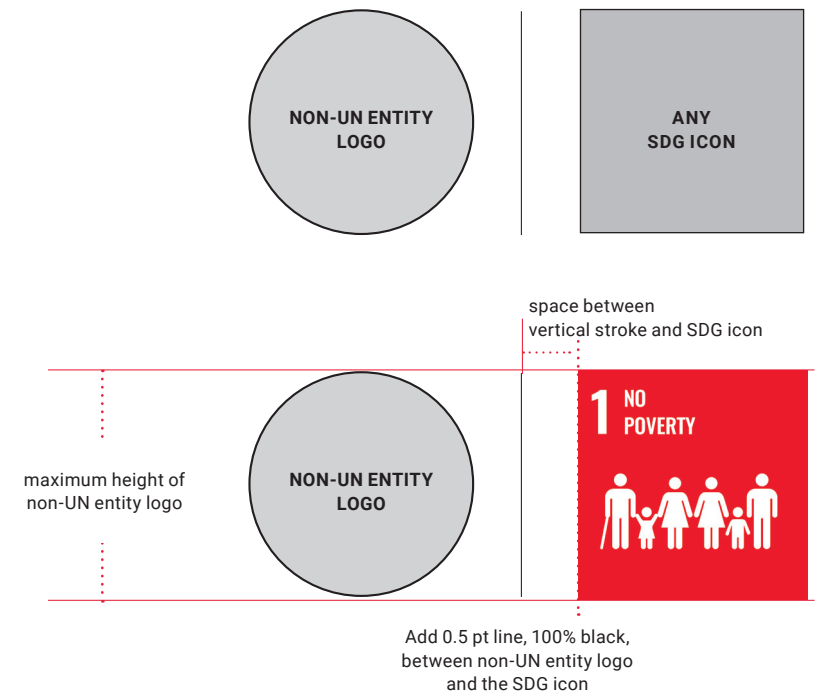 NON-UN ENTITY
LOGO
ANY
SDG ICON
space between
vertical stroke and SDG icon
1 NO
POVERTY
maximum height of
non-UN entity logo
NON-UN ENTITY
LOGO
Add 0.5 pt line, 100% black,
between non-UN entity logo
and the SDG icon